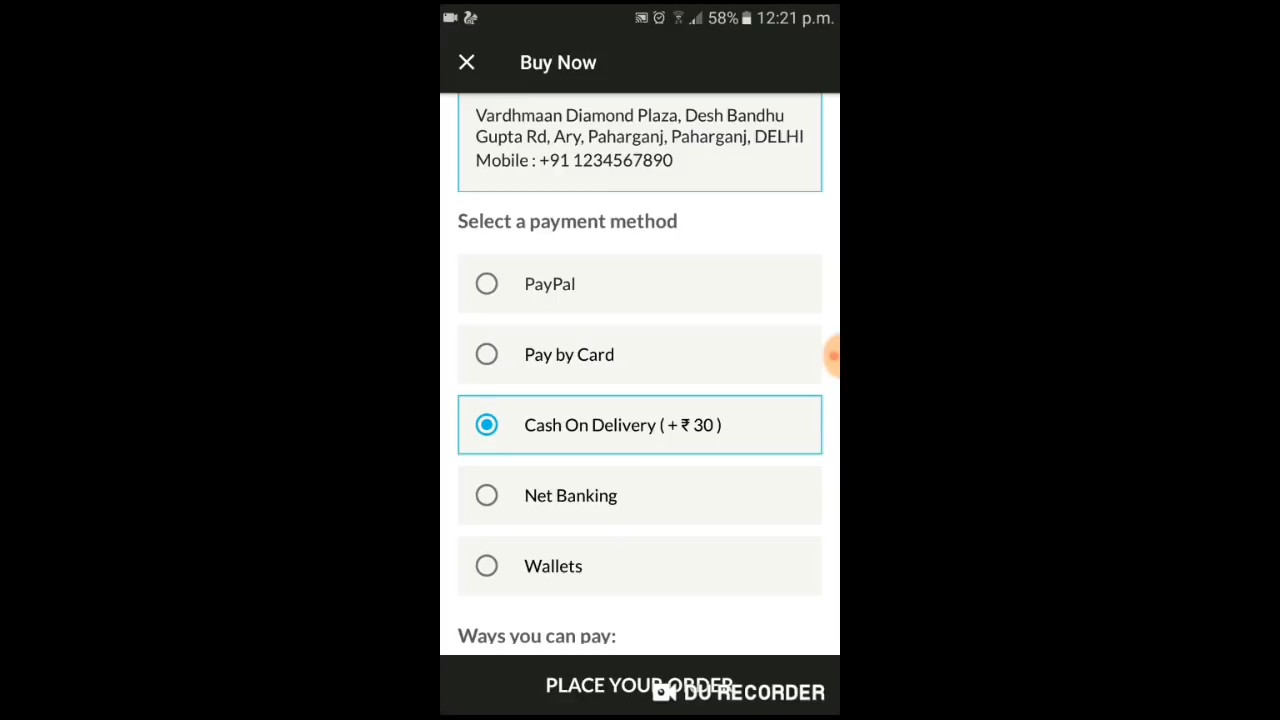 58% 12:21 p.m.
Buy Now
Vardhmaan Diamond Plaza, Desh Bandhu
Gupta Rd, Ary, Paharganj, Paharganj, DELHI
Mobile : +91 1234567890
Select a payment method
PayPal
Pay by Card
Cash On Delivery ( + ₹ 30 )
Net Banking
Wallets
Ways you can pay:
PLACE YOUR ORDER
DU RECORDER